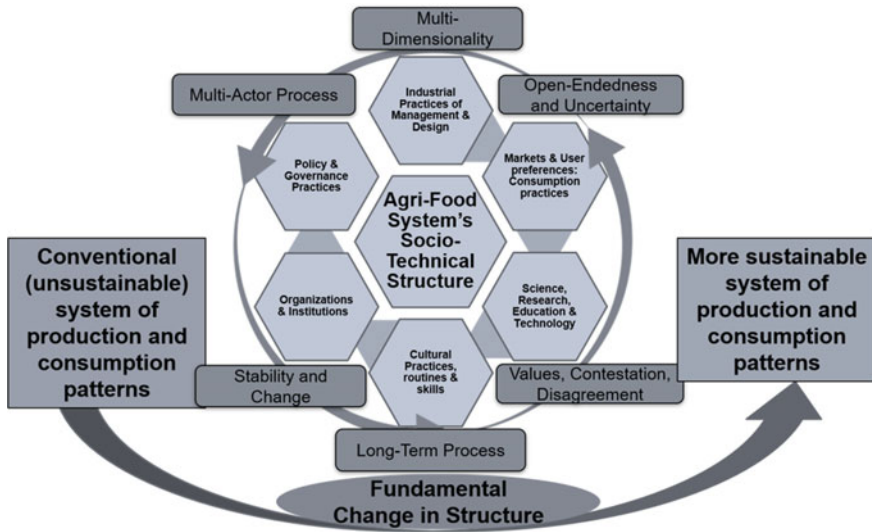 Multi-
Dimensionality
Multi-Actor Process
Open-Endedness
and Uncertainty
Industrial
Practices of
Management &
Design
Policy &
Governance
Practices
Markets & User
preferences:
Consumption
practices
Agri-Food
System's
Socio-
Technical
Structure
Conventional
(unsustainable)
system of
production and
consumption
patterns
More sustainable
system of
production and
consumption
patterns
Organizations
& Institutions
Science,
Research,
Education &
Technology
Cultural
Practices,
routines &
skills
Stability and
Change
Values, Contestation,
Disagreement
Long-Term Process
Fundamental
Change in Structure